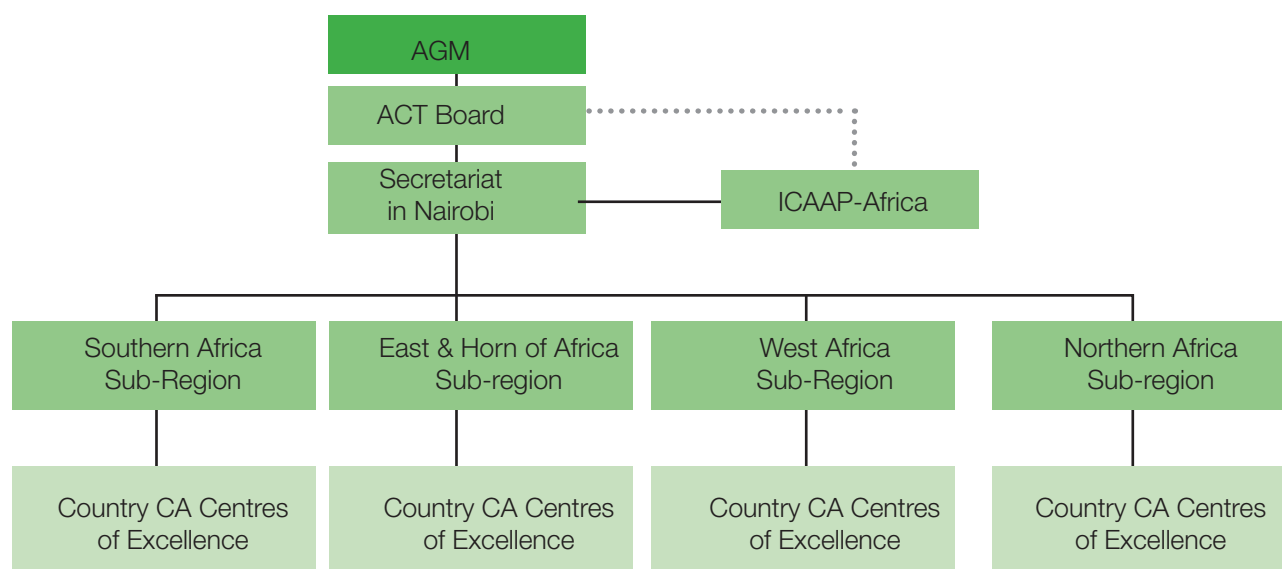 AGM
ACT Board
Secretariat
in Nairobi
ICAAP-Africa
Southern Africa
Sub-Region
East & Horn of Africa
Sub-region
West Africa
Sub-Region
Northern Africa
Sub-region
Country CA Centres
of Excellence
Country CA Centres
of Excellence
Country CA Centres
of Excellence
Country CA Centres
of Excellence